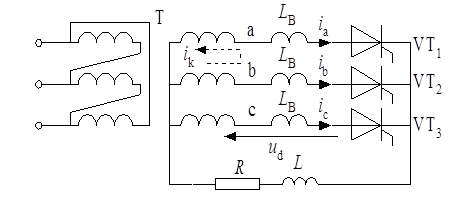 T
a
L_B
i_a
VT_1
i_k
b
L_B
i_b
VT_2
c
L_B
i_c
VT_3
u_d
R
L